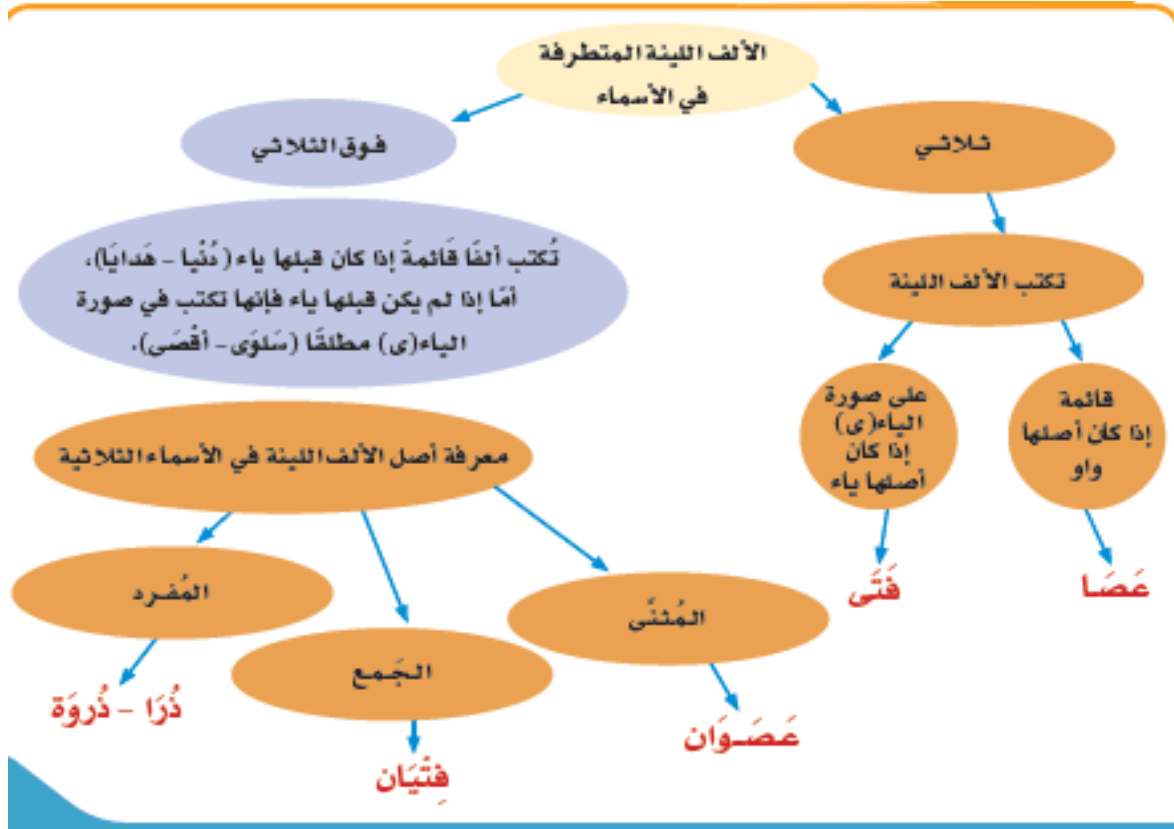 الألف اللينة المتطرفة
في الأسماء
ثلاثي
فوق الثلاثي
تكتب الألف اللينة
قائمة
إذا كان أصلها
واو
عَصَا
على صورة
الياء(ى)
إذا كان
أصلها ياء
فَتَى
تُكتب ألفًا قَائمةً إذا كان قبلها ياء (دُنْيا - هَدايَا)،
أمّا إذا لم يكن قبلها ياء فإنها تكتب في صورة
الياء(ى) مطلقًا (سَلوَى- أقْصَى).
معرفة أصل الألف اللينة في الأسماء الثلاثية
المُثنَّى
عَصَـوَان
الجَمع
فِتْيَان
المُفرد
ذُرَا - ذُروَة